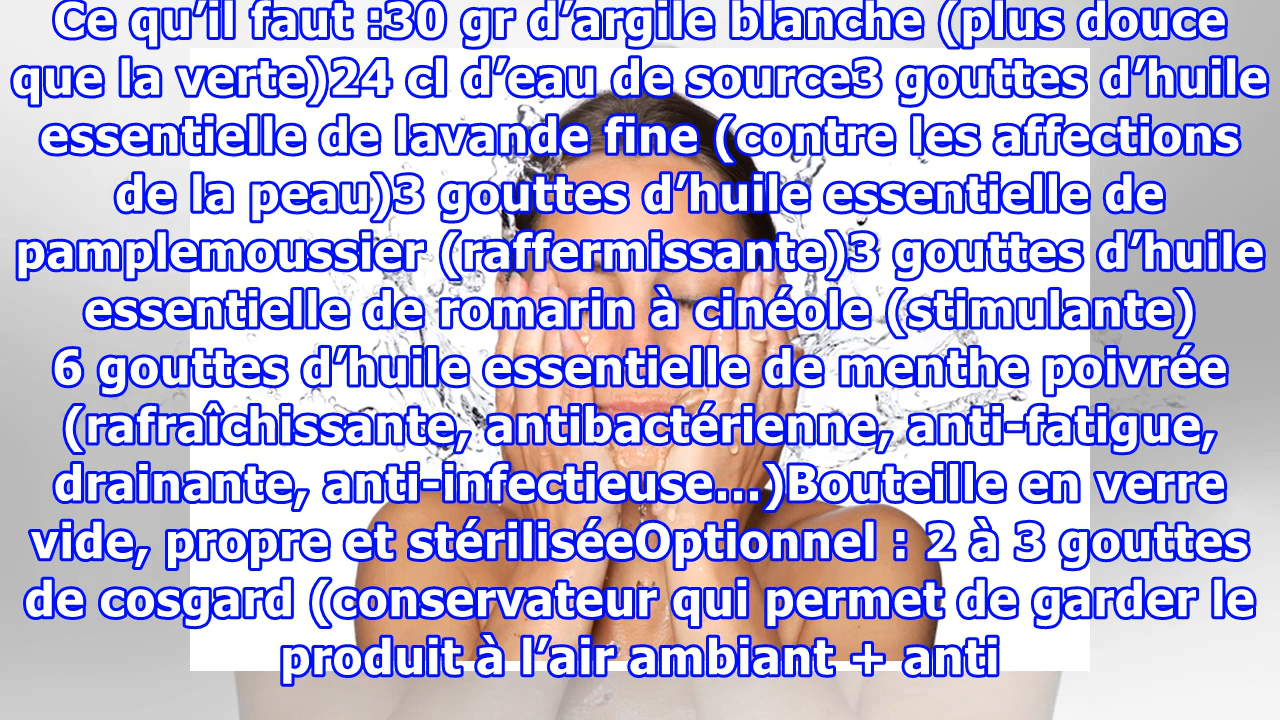 Ce qu’il faut :30 gr d’argile blanche (plus douce
que la verte)24 cl d’eau de source3 gouttes d’huile
essentielle de lavande fine (contre les affections
de la peau)3 gouttes d’huile essentielle de
pamplemoussier (raffermissante)3 gouttes d’huile
essentielle de romarin à cinéole (stimulante)
6 gouttes d’huile essentielle de menthe poivrée
(rafraîchissante, antibactérienne, anti-fatigue,
drainante, anti-infectieuse...)Bouteille en verre
vide, propre et stériliséeOptionnel : 2 à 3 gouttes
de cosgard (conservateur qui permet de garder le
produit à l’air ambiant + anti